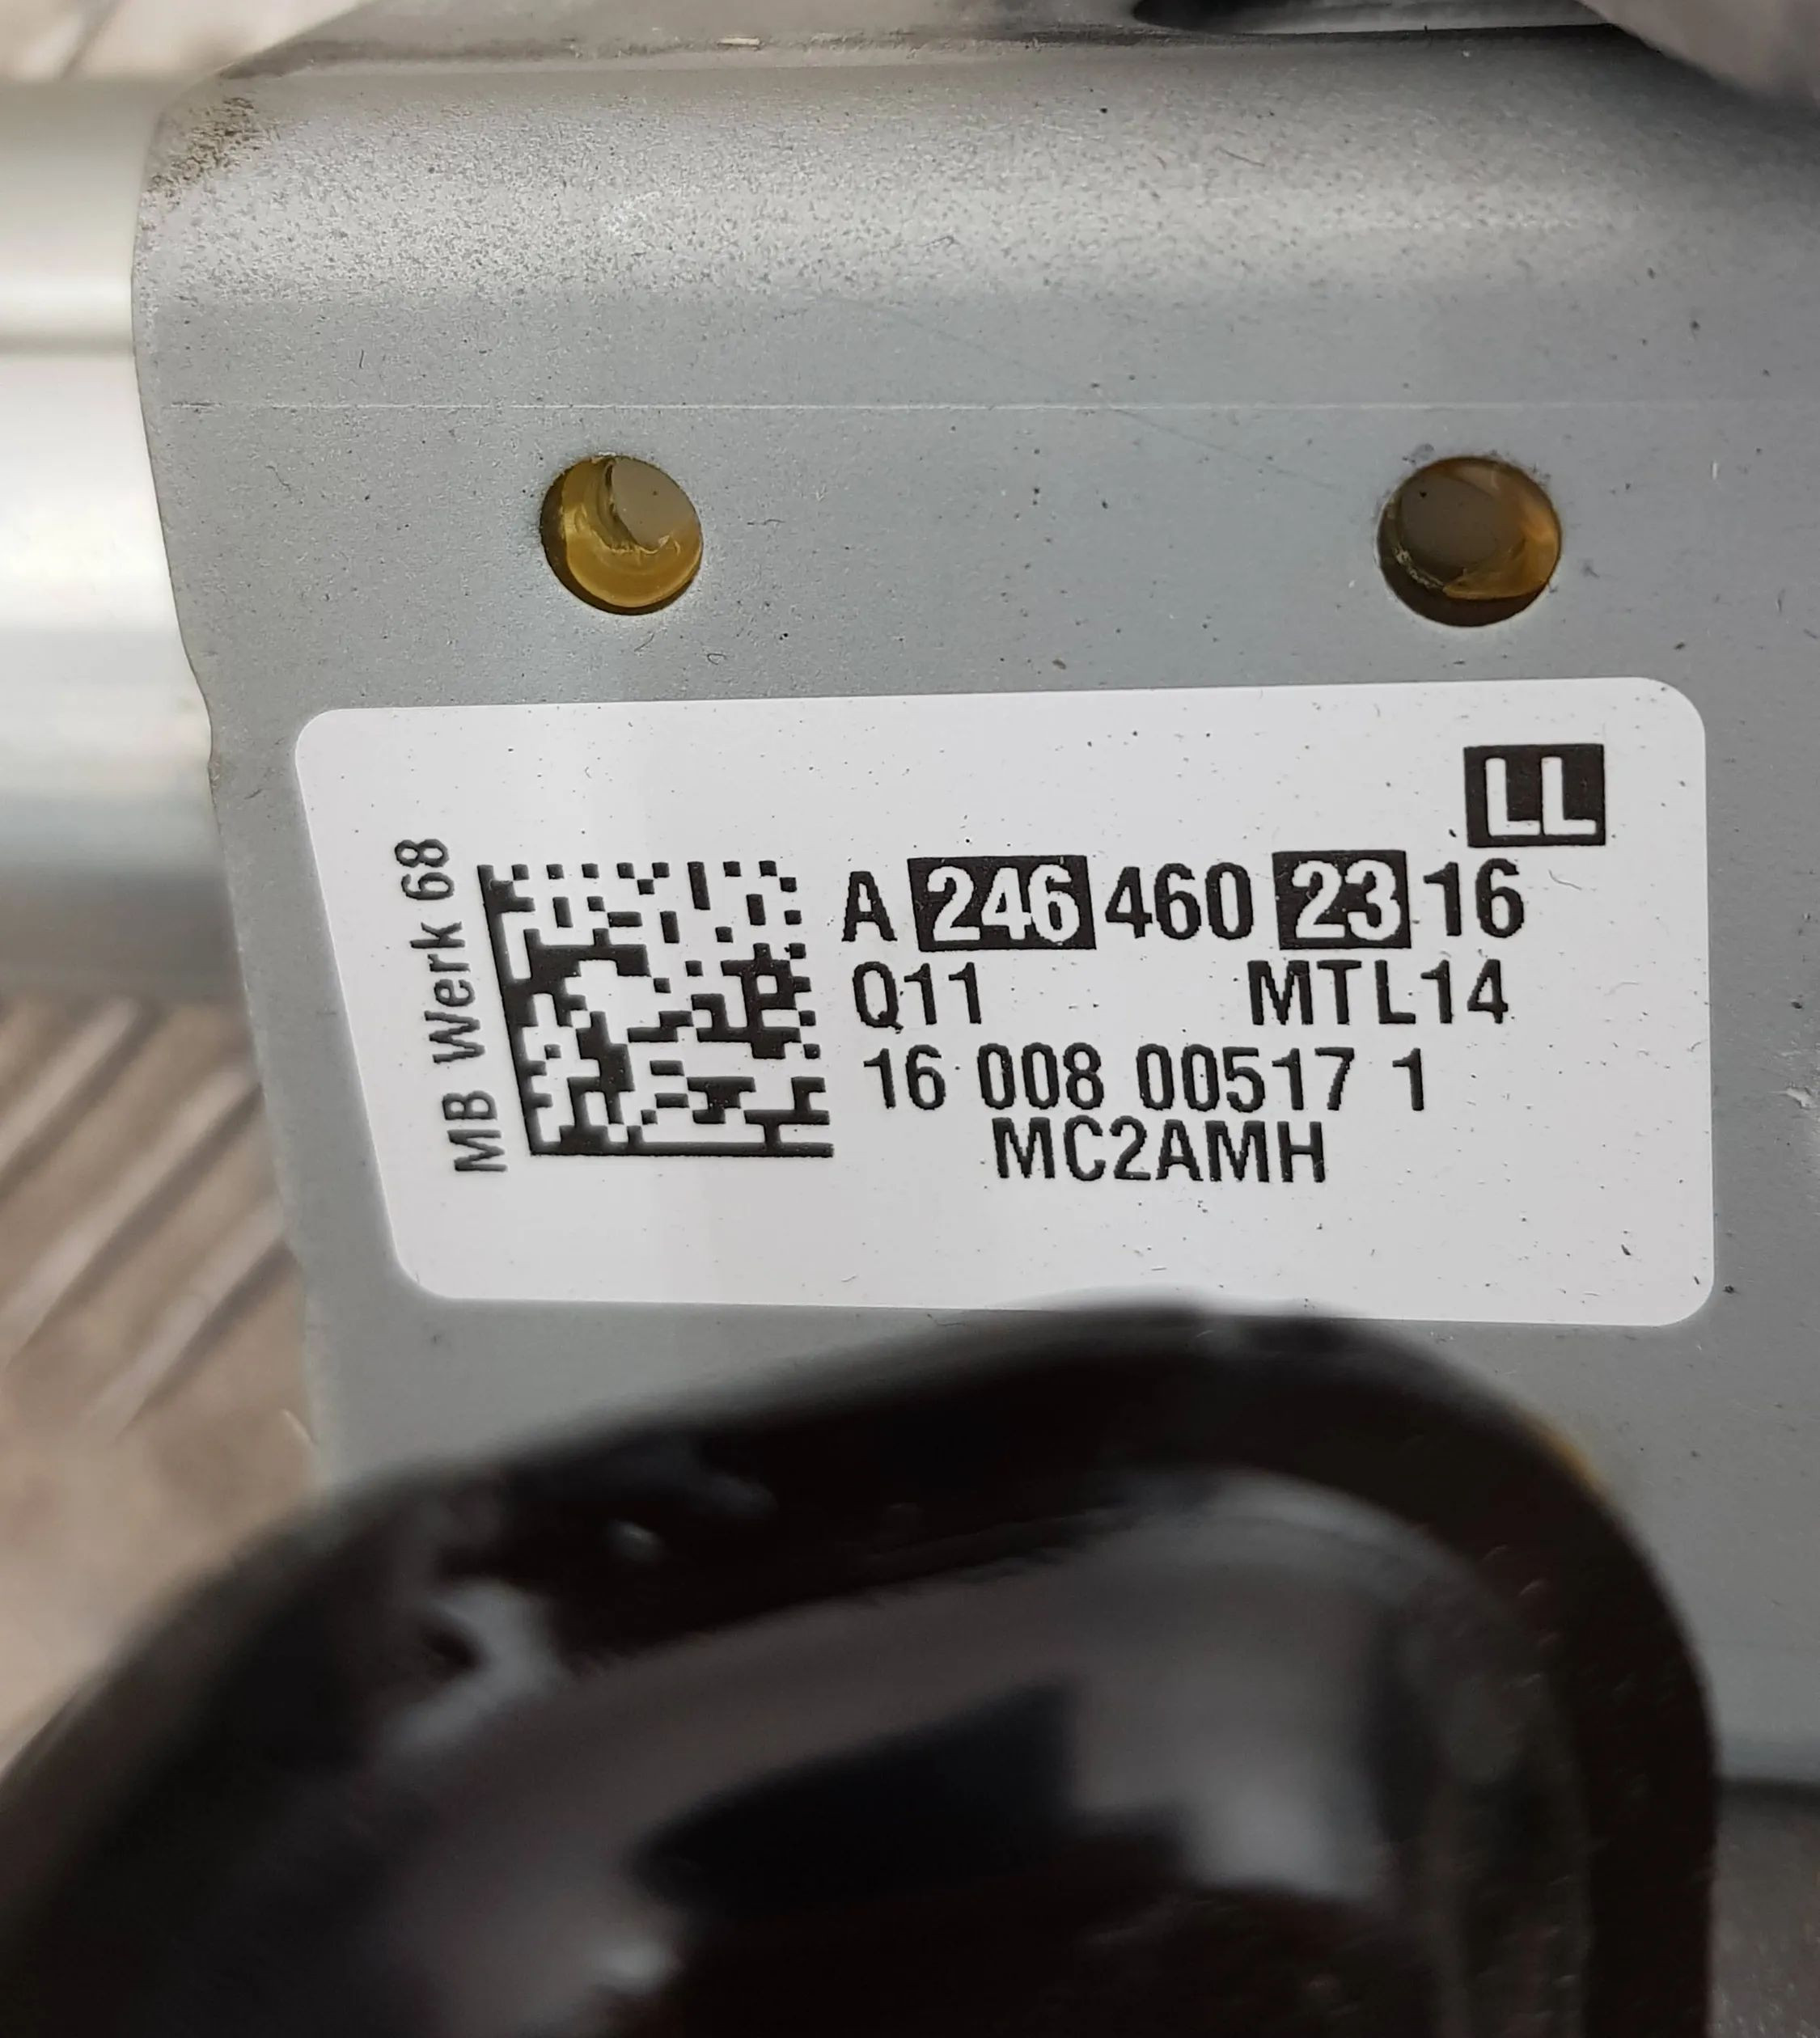 LL
A 246 460 23 16
Q11 MTL14
16 008 00517 1
MC2AMH
MB Werk 68